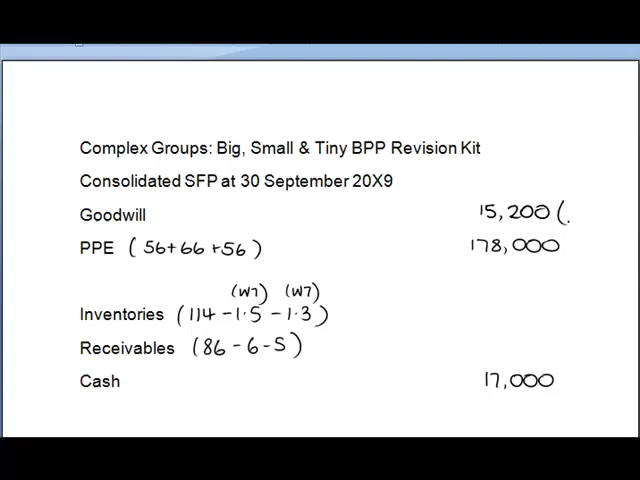 Complex Groups: Big, Small & Tiny BPP Revision Kit
Consolidated SFP at 30 September 20X9
Goodwill 15,200 (.
PPE (56+66+56) 178,000
(W7) (W7)
Inventories (114 -1.5 -1.3)
Receivables (86 - 6 - 5)
Cash 17,000